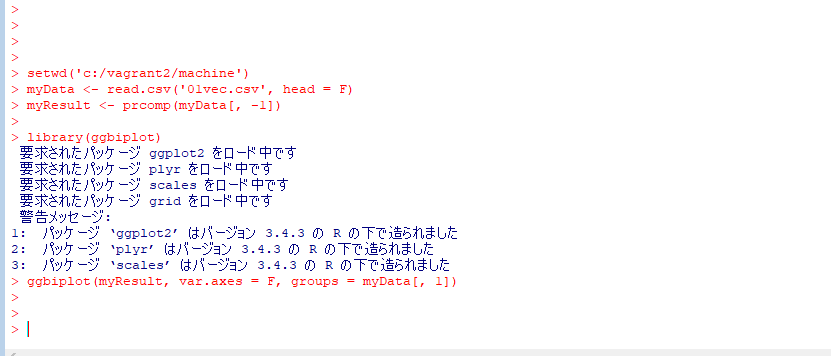 >
>
>
>
> setwd('c:/vagrant2/machine')
> myData <- read.csv('01vec.csv', head = F)
> myResult <- prcomp(myData[, -1])
>
> library(ggbiplot)
要求されたパッケージ ggplot2 をロード中です
要求されたパッケージ plyr をロード中です
要求されたパッケージ scales をロード中です
要求されたパッケージ grid をロード中です
警告メッセージ:
1: パッケージ ‘ggplot2’ はバージョン 3.4.3 の R の下で造られました
2: パッケージ ‘plyr’ はバージョン 3.4.3 の R の下で造られました
3: パッケージ ‘scales’ はバージョン 3.4.3 の R の下で造られました
> ggbiplot(myResult, var.axes = F, groups = myData[, 1])
>
>
>